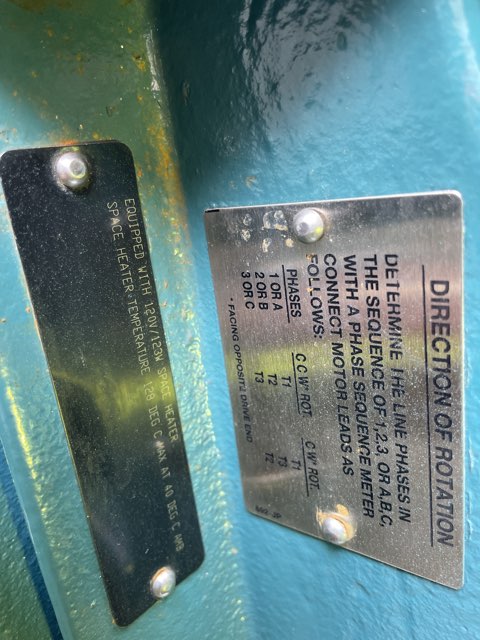 EQUIPPED WITH 120V/123W SPACE HEATER.
SPACE HEATER TEMPERATURE 128 DEG C MAX AT 40 DEG C AMB.
DIRECTION OF ROTATION
DETERMINE THE LINE PHASES IN
THE SEQUENCE OF 1,2,3, OR A,B,C,
WITH A PHASE SEQUENCE METER
CONNECT MOTOR LEADS AS
FOLLOWS:
PHASES C C W* ROT. C W* ROT.
1 OR A T1 T1
2 OR B T2 T3
3 OR C T3 T2
* FACING OPPOSITE DRIVE END